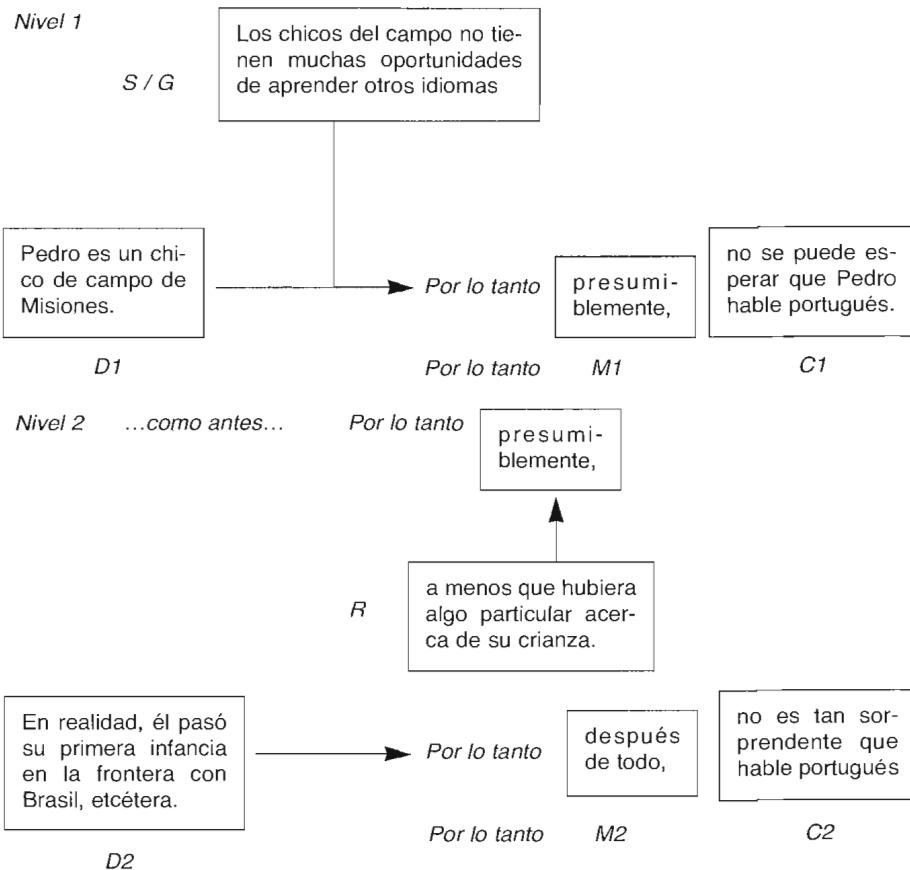 Nivel 1
Los chicos del campo no tie-
nen muchas oportunidades
de aprender otros idiomas
S / G
Pedro es un chi-
co de campo de
Misiones.
Por lo tanto
presumi-
blemente,
no se puede es-
perar que Pedro
hable portugués.
D1
Por lo tanto
M1
C1
Nivel 2
...como antes...
Por lo tanto
presumi-
blemente,
R
a menos que hubiera
algo particular acer-
ca de su crianza.
En realidad, él pasó
su primera infancia
en la frontera con
Brasil, etcétera.
Por lo tanto
después
de todo,
no es tan sor-
prendente que
hable portugués
Por lo tanto
M2
C2
D2